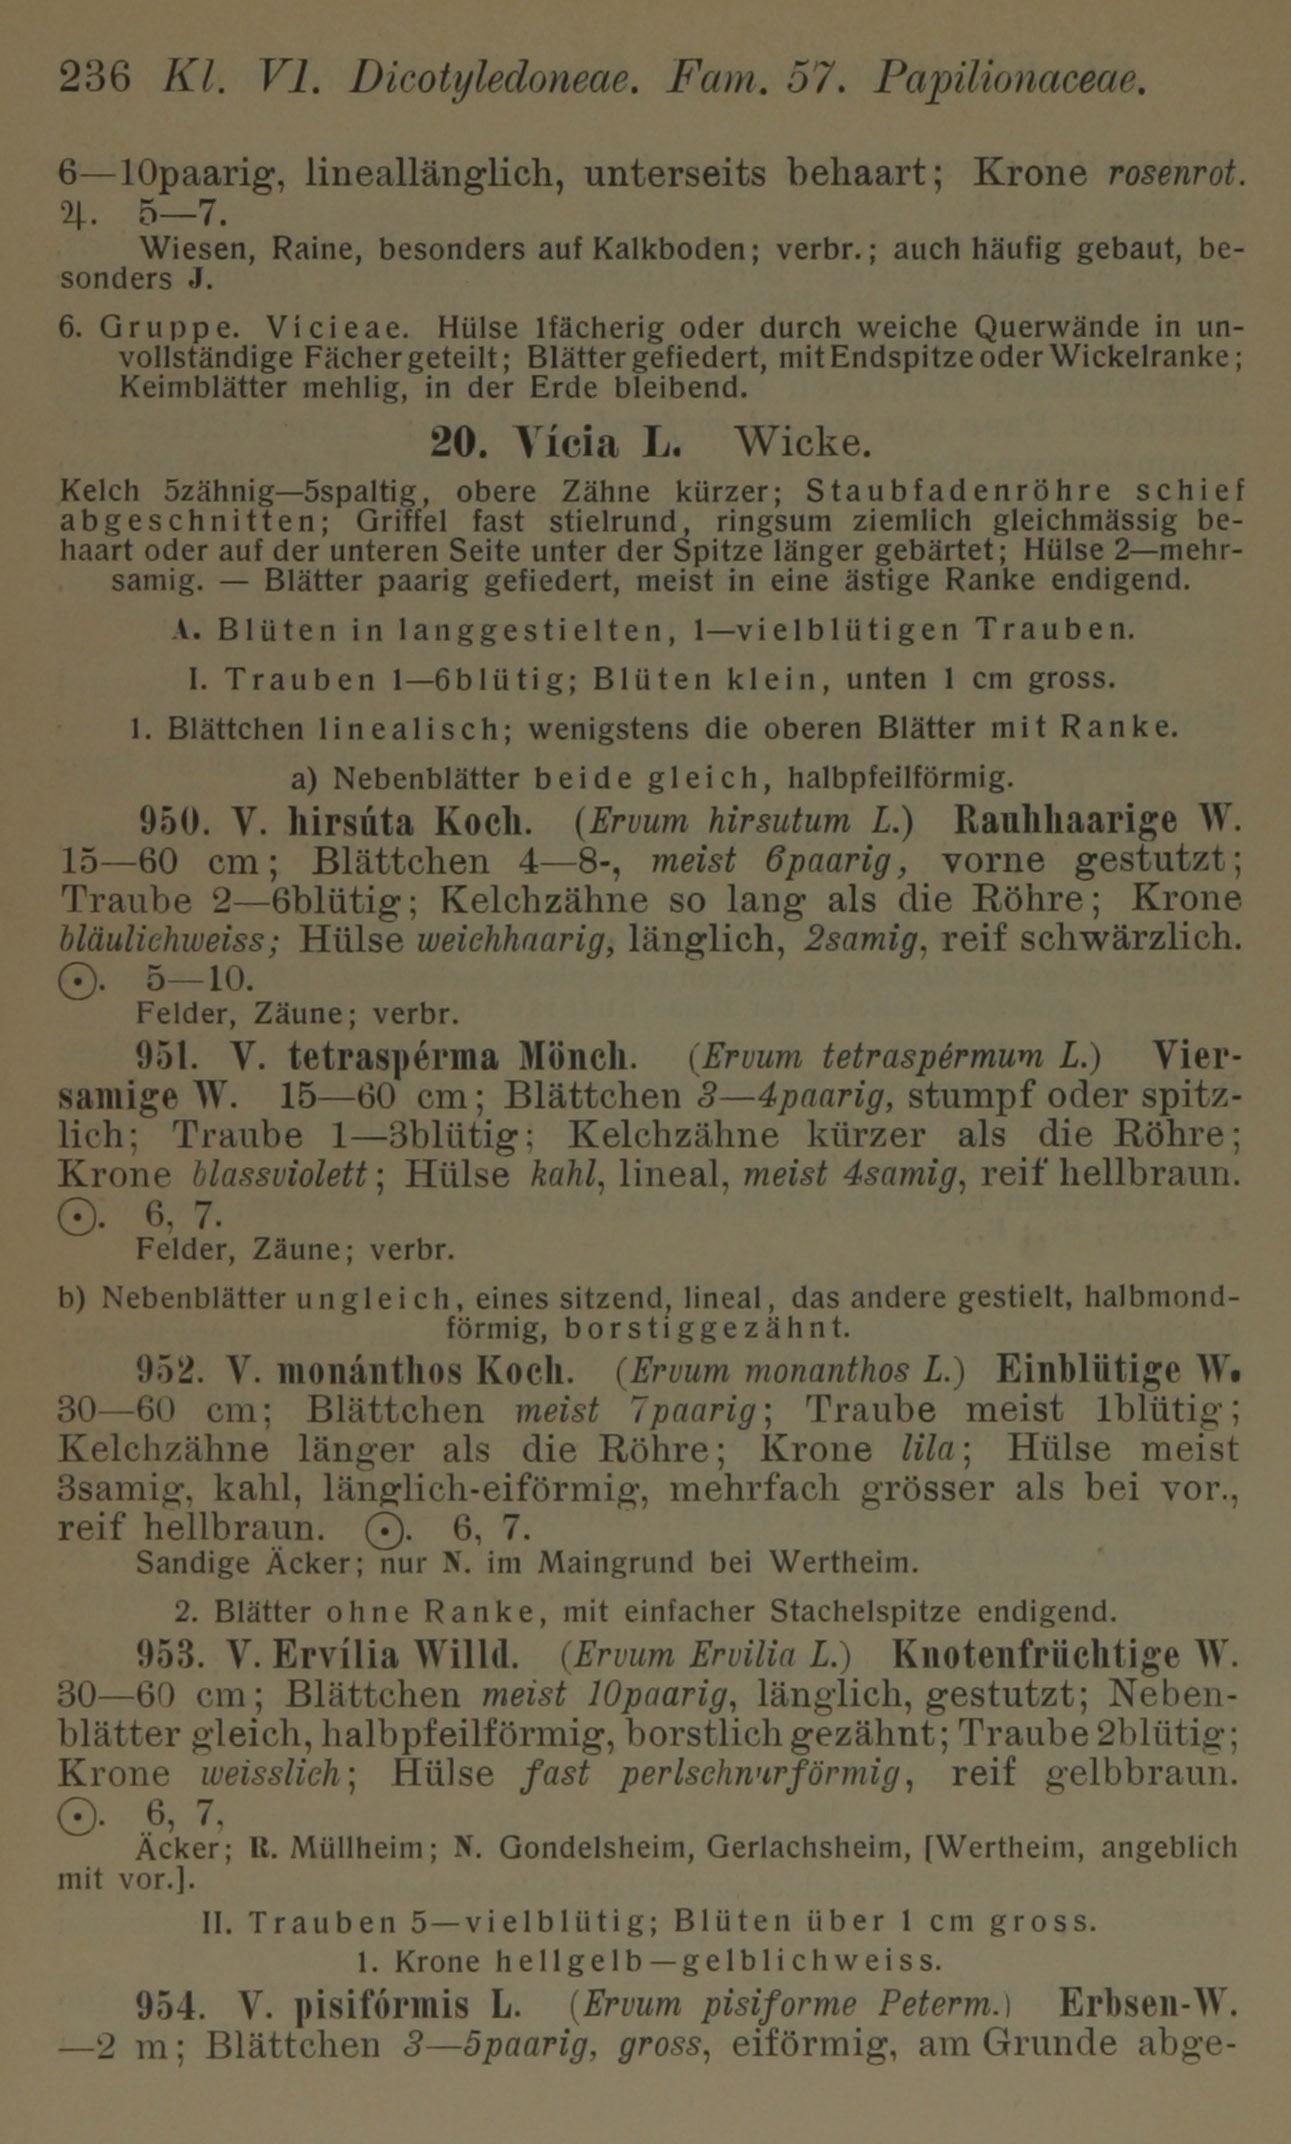 236 Kl. VI. Dicotyledoneae. Fam. 57. Papilionaceae.
6—10paarig, lineallänglich, unterseits behaart; Krone rosenrot.
♃. 5—7.
Wiesen, Raine, besonders auf Kalkboden; verbr.; auch häufig gebaut, be-
sonders J.
6. Gruppe. Vícieae. Hülse 1fächerig oder durch weiche Querwände in un-
vollständige Fächer geteilt; Blätter gefiedert, mit Endspitze oder Wickelranke;
Keimblätter mehlig, in der Erde bleibend.
20. Vícia L. Wicke.
Kelch 5zähnig—5spaltig, obere Zähne kürzer; Staubfadenröhre schief
abgeschnitten; Griffel fast stielrund, ringsum ziemlich gleichmässig be-
haart oder auf der unteren Seite unter der Spitze länger gebärtet; Hülse 2—mehr-
samig. — Blätter paarig gefiedert, meist in eine ästige Ranke endigend.
A. Blüten in langgestielten, 1—vielblütigen Trauben.
I. Trauben 1—6blütig; Blüten klein, unten 1 cm gross.
1. Blättchen linealisch; wenigstens die oberen Blätter mit Ranke.
a) Nebenblätter beide gleich, halbpfeilförmig.
950. V. hirsúta Koch. (Ervum hirsutum L.) Rauhhaarige W.
15—60 cm; Blättchen 4—8-, meist 6paarig, vorne gestutzt;
Traube 2—6blütig; Kelchzähne so lang als die Röhre; Krone
bläulichweiss; Hülse weichhaarig, länglich, 2samig, reif schwärzlich.
⊙. 5—10.
Felder, Zäune; verbr.
951. V. tetraspérma Mönch. (Ervum tetraspérmum L.) Vier-
samige W. 15—60 cm; Blättchen 3—4paarig, stumpf oder spitz-
lich; Traube 1—3blütig; Kelchzähne kürzer als die Röhre;
Krone blassviolett; Hülse kahl, lineal, meist 4samig, reif hellbraun.
⊙. 6, 7.
Felder, Zäune; verbr.
b) Nebenblätter ungleich, eines sitzend, lineal, das andere gestielt, halbmond-
förmig, borstiggezähnt.
952. V. monánthos Koch. (Ervum monanthos L.) Einblütige W.
30—60 cm; Blättchen meist 7paarig; Traube meist 1blütig;
Kelchzähne länger als die Röhre; Krone lila; Hülse meist
3samig, kahl, länglich-eiförmig, mehrfach grösser als bei vor.,
reif hellbraun. ⊙. 6, 7.
Sandige Äcker; nur N. im Maingrund bei Wertheim.
2. Blätter ohne Ranke, mit einfacher Stachelspitze endigend.
953. V. Ervília Willd. (Ervum Ervilia L.) Knotenfrüchtige W.
30—60 cm; Blättchen meist 10paarig, länglich, gestutzt; Neben-
blätter gleich, halbpfeilförmig, borstlich gezähnt; Traube 2blütig;
Krone weisslich; Hülse fast perlschnurförmig, reif gelbbraun.
⊙. 6, 7,
Äcker; R. Müllheim; N. Gondelsheim, Gerlachsheim, [Wertheim, angeblich
mit vor.].
II. Trauben 5—vielblütig; Blüten über 1 cm gross.
1. Krone hellgelb—gelblichweiss.
954. V. pisifórmis L. (Ervum pisiforme Peterm.) Erbsen-W.
—2 m; Blättchen 3—5paarig, gross, eiförmig, am Grunde abge-